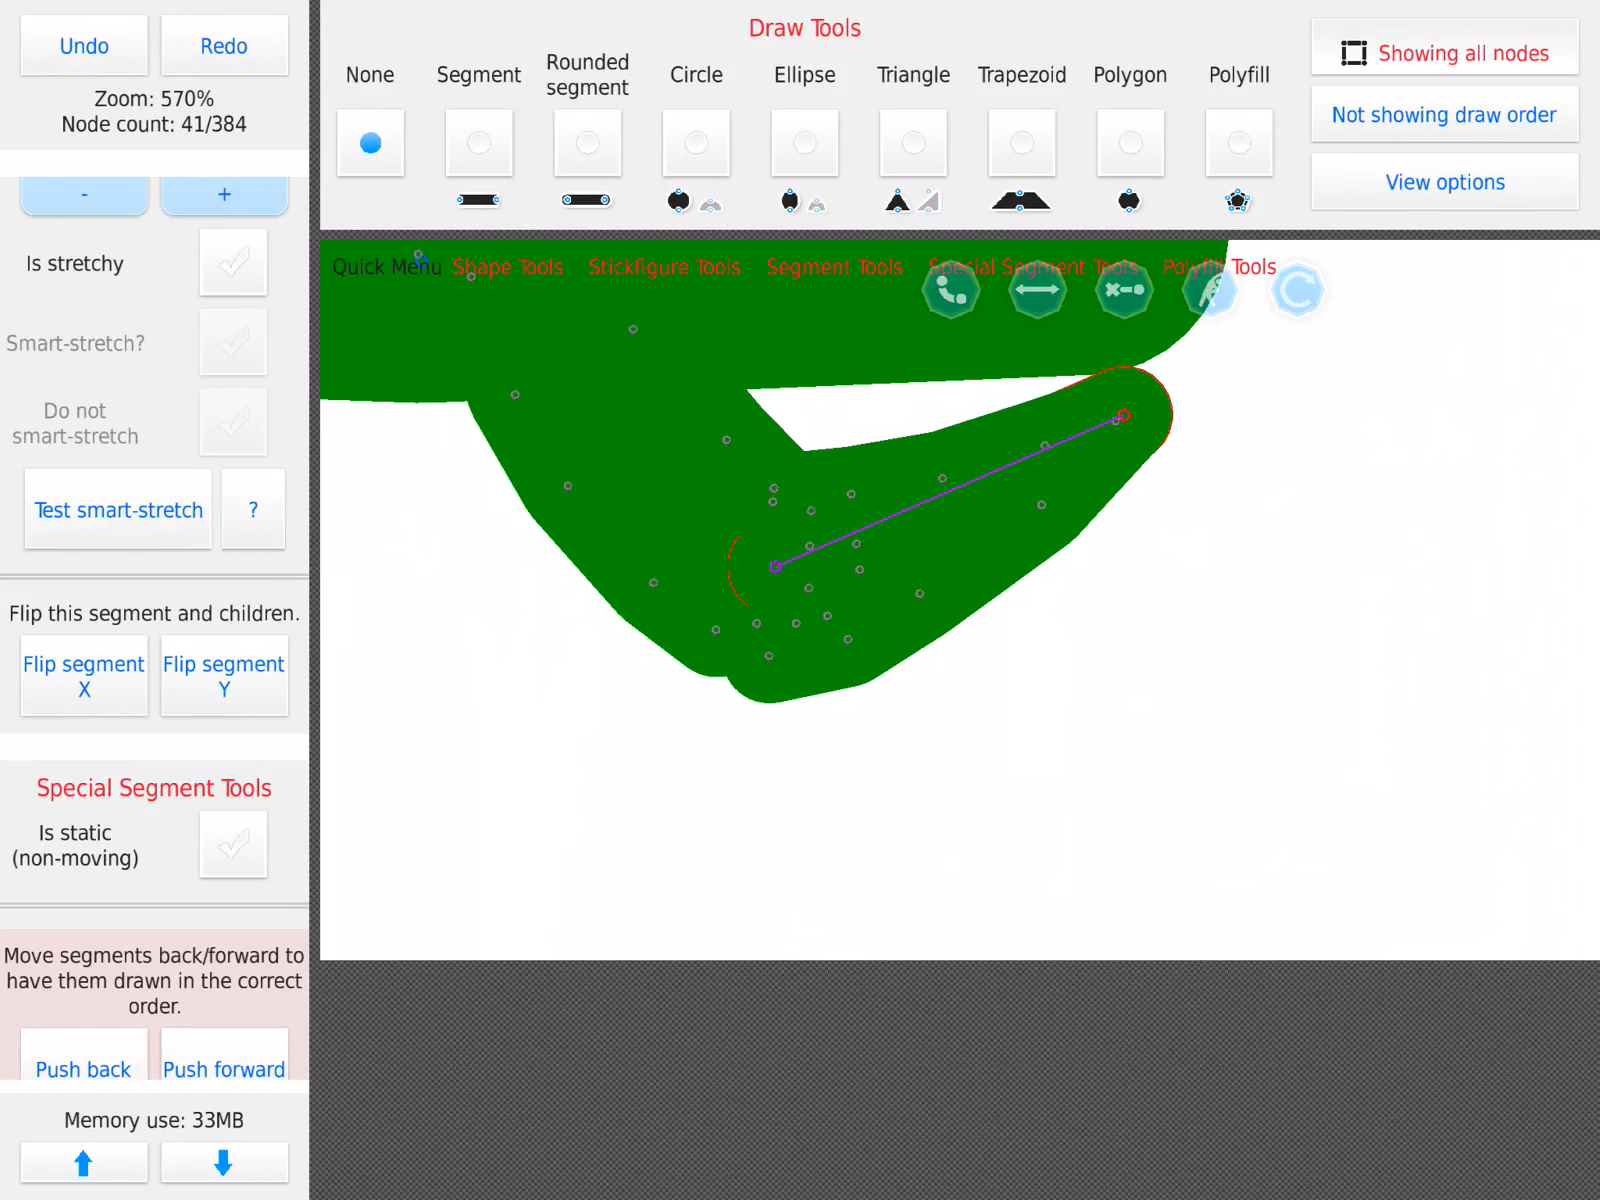 Undo
Redo
Zoom: 570%
Node count: 41/384
-
+
Is stretchy
Smart-stretch?
Do not
smart-stretch
Test smart-stretch
?
Flip this segment and children.
Flip segment
X
Flip segment
Y
Special Segment Tools
Is static
(non-moving)
Move segments back/forward to
have them drawn in the correct
order.
Push back
Push forward
Memory use: 33MB
Draw Tools
None
Segment
Rounded
segment
Circle
Ellipse
Triangle
Trapezoid
Polygon
Polyfill
Showing all nodes
Not showing draw order
View options
Quick Menu
Shape Tools
Stickfigure Tools
Segment Tools
Special Segment Tools
Polyfill Tools